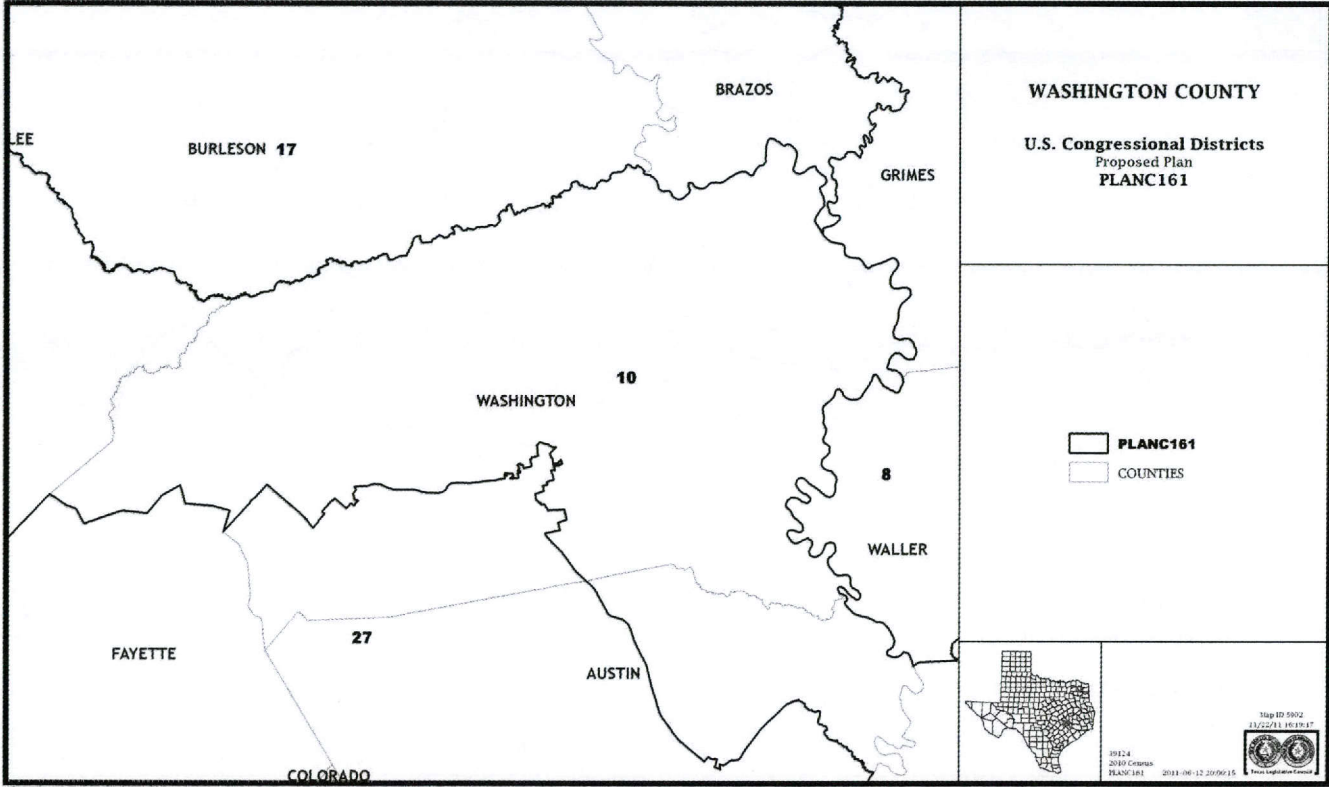 WASHINGTON COUNTY
U.S. Congressional Districts
Proposed Plan
PLANC161
LEE
BURLESON 17
BRAZOS
GRIMES
10
WASHINGTON
8
WALLER
27
FAYETTE
AUSTIN
COLORADO
PLANC161
COUNTIES
2010 Census
PLANC161
Texas Legislative Council